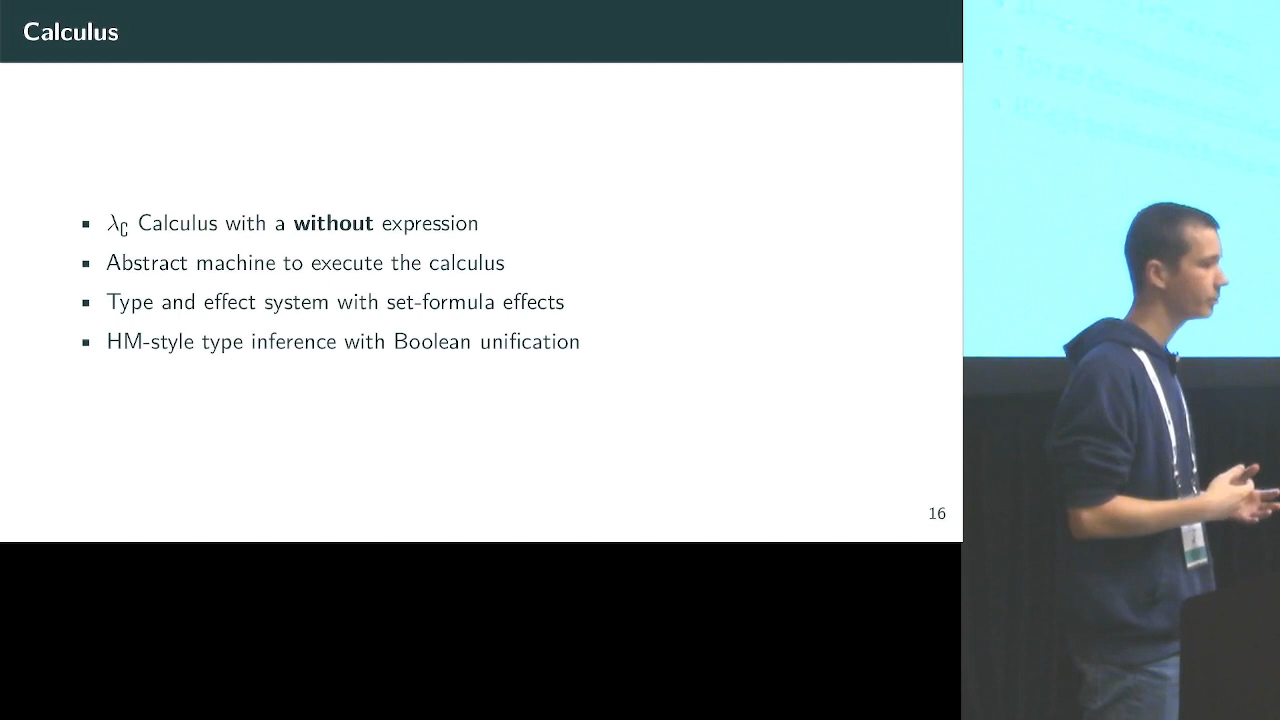 Calculus
▪ λ∁ Calculus with a without expression
▪ Abstract machine to execute the calculus
▪ Type and effect system with set-formula effects
▪ HM-style type inference with Boolean unification
16